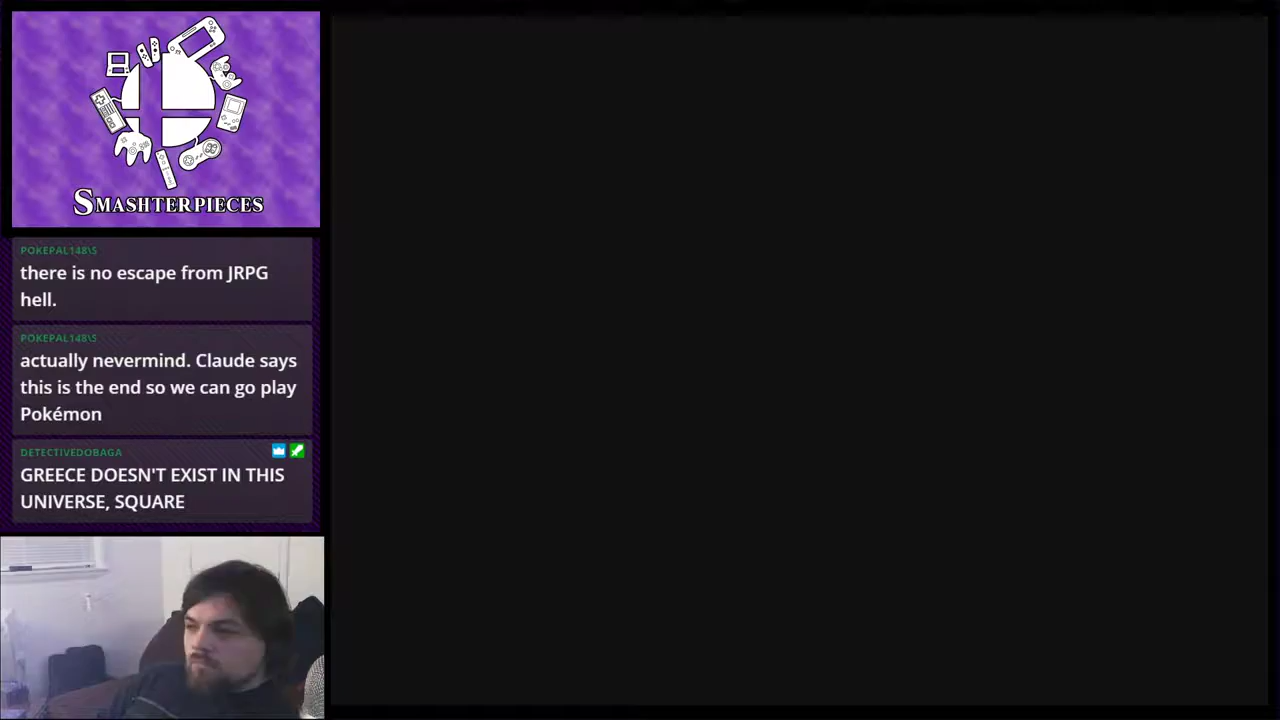 SMASHTERPIECES
POKEPAL148\S
there is no escape from JRPG
hell.
POKEPAL148\S
actually nevermind. Claude says
this is the end so we can go play
Pokémon
DETECTIVEDOBAGA
GREECE DOESN'T EXIST IN THIS
UNIVERSE, SQUARE